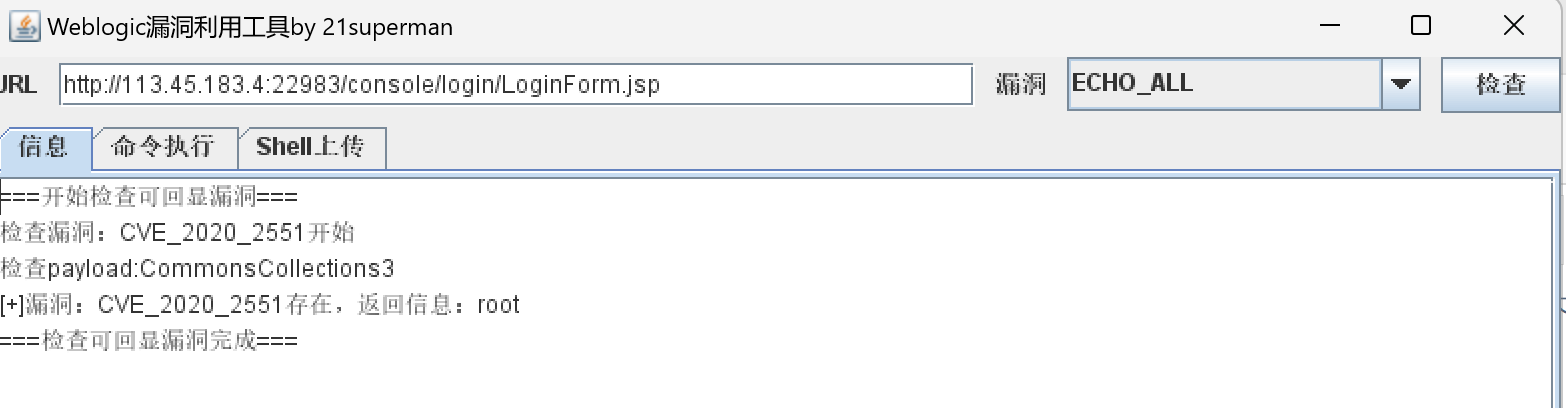 Weblogic漏洞利用工具by 21superman
URL http://113.45.183.4:22983/console/login/LoginForm.jsp 漏洞 ECHO_ALL 检查
信息 命令执行 Shell上传
===开始检查可回显漏洞===
检查漏洞：CVE_2020_2551开始
检查payload:CommonsCollections3
[+]漏洞：CVE_2020_2551存在，返回信息：root
===检查可回显漏洞完成===